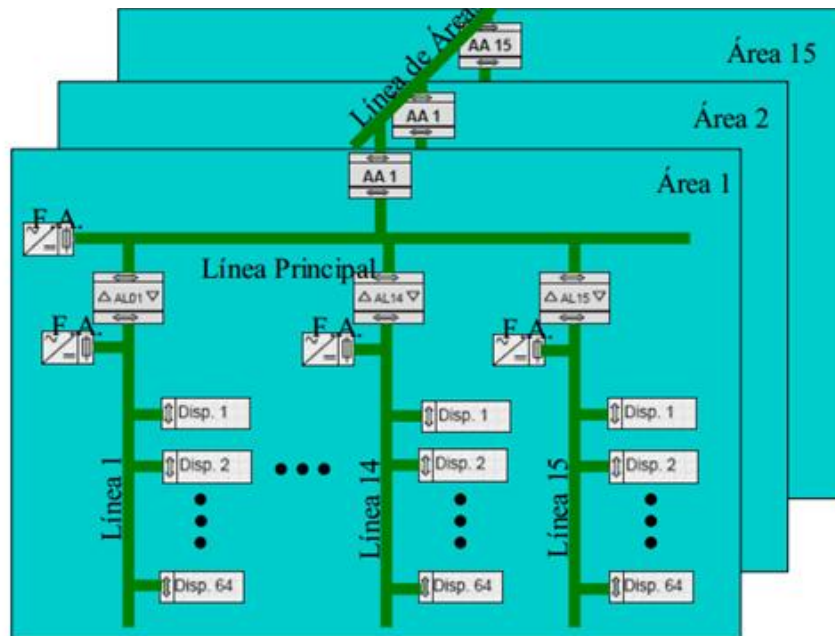 Línea de Área
AA 15
Área 15
AA 1
Área 2
AA 1
Área 1
F.A.
Línea Principal
AL01
AL14
AL15
F.A.
F.A.
F.A.
Disp. 1
Disp. 1
Disp. 1
Disp. 2
Disp. 2
Disp. 2
Línea 1
Línea 14
Línea 15
Disp. 64
Disp. 64
Disp. 64